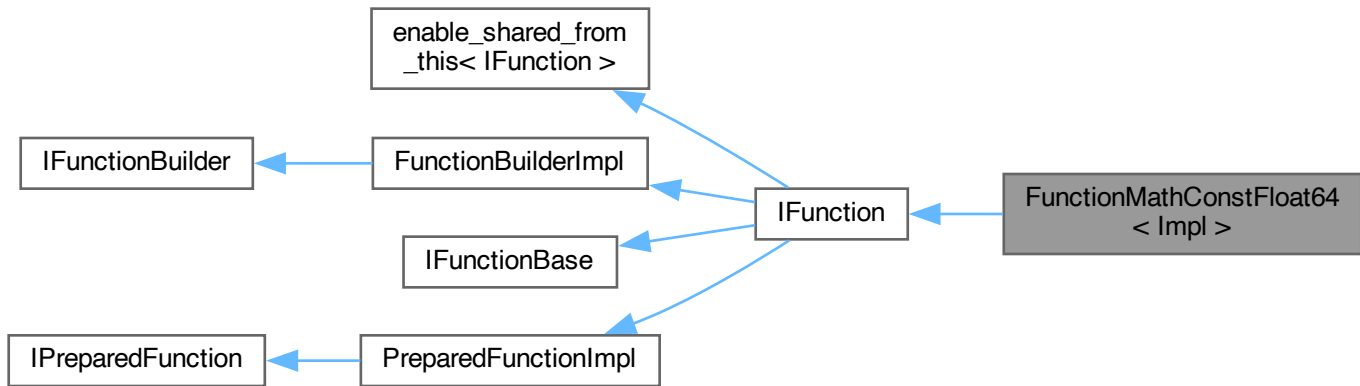 enable_shared_from
_this< IFunction >
IFunctionBuilder
FunctionBuilderImpl
IFunction
FunctionMathConstFloat64
< Impl >
IFunctionBase
IPreparedFunction
PreparedFunctionImpl